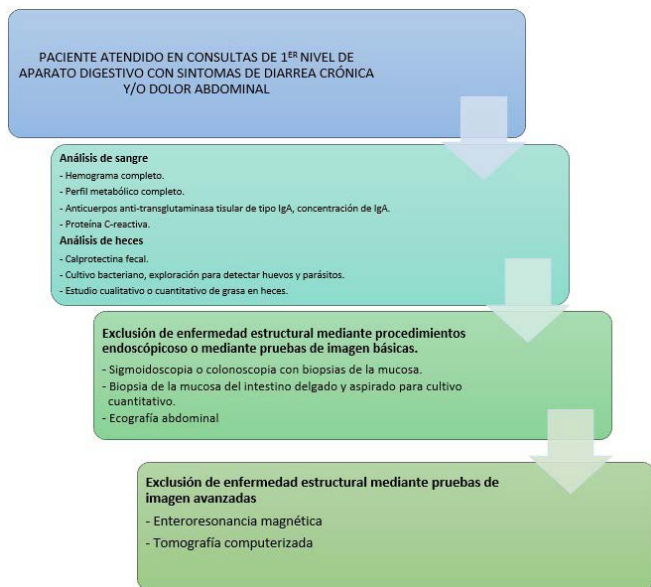 PACIENTE ATENDIDO EN CONSULTAS DE 1ER NIVEL DE
APARATO DIGESTIVO CON SINTOMAS DE DIARREA CRÓNICA
Y/O DOLOR ABDOMINAL
Análisis de sangre
- Hemograma completo.
- Perfil metabólico completo.
- Anticuerpos anti-transglutaminasa tisular de tipo IgA, concentración de IgA.
- Proteína C-reactiva.
Análisis de heces
- Calprotectina fecal.
- Cultivo bacteriano, exploración para detectar huevos y parásitos.
- Estudio cualitativo o cuantitativo de grasa en heces.
Exclusión de enfermedad estructural mediante procedimientos
endoscópicoso o mediante pruebas de imagen básicas.
- Sigmoidoscopia o colonoscopia con biopsias de la mucosa.
- Biopsia de la mucosa del intestino delgado y aspirado para cultivo
cuantitativo.
- Ecografía abdominal
Exclusión de enfermedad estructural mediante pruebas de
imagen avanzadas
- Enteroresonancia magnética
- Tomografía computerizada